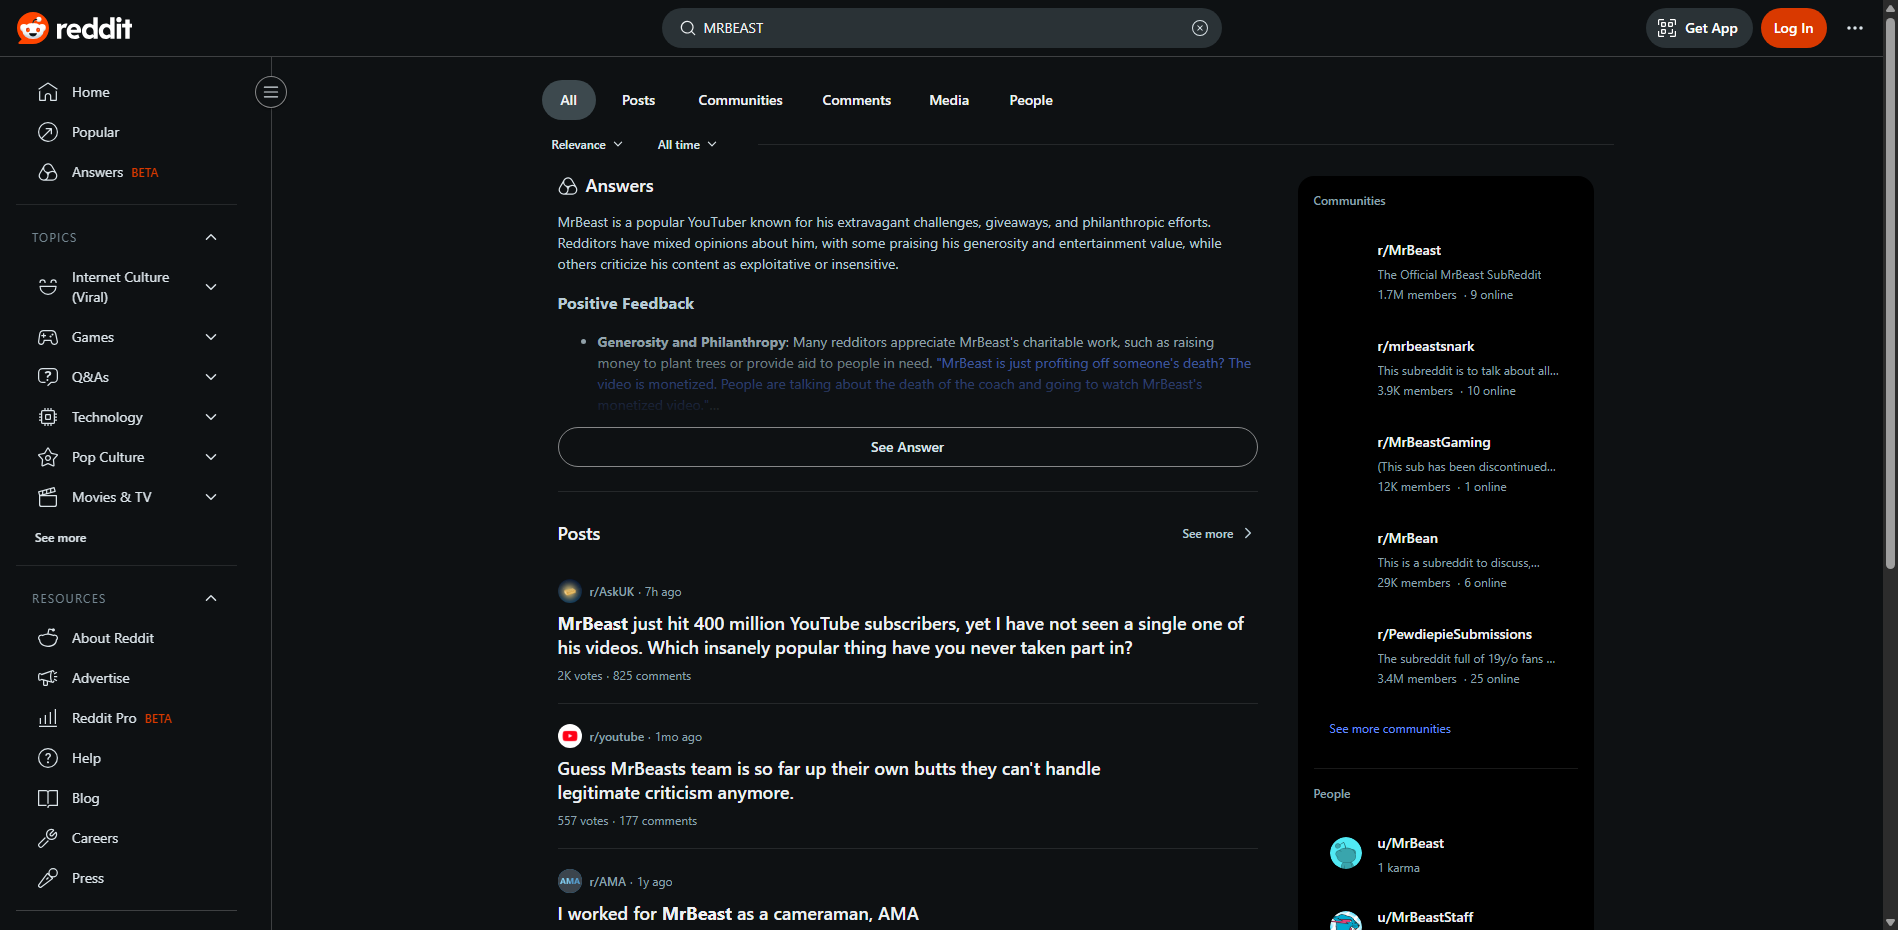 reddit
MRBEAST
Get App
Log In
Home
Popular
Answers BETA
TOPICS
Internet Culture
(Viral)
Games
Q&As
Technology
Pop Culture
Movies & TV
See more
RESOURCES
About Reddit
Advertise
Reddit Pro BETA
Help
Blog
Careers
Press
All
Posts
Communities
Comments
Media
People
Relevance
All time
Answers
MrBeast is a popular YouTuber known for his extravagant challenges, giveaways, and philanthropic efforts.
Redditors have mixed opinions about him, with some praising his generosity and entertainment value, while
others criticize his content as exploitative or insensitive.
Positive Feedback
• Generosity and Philanthropy: Many redditors appreciate MrBeast's charitable work, such as raising
money to plant trees or provide aid to people in need. "MrBeast is just profiting off someone's death? The
video is monetized. People are talking about the death of the coach and going to watch MrBeast's
monetized video."...
See Answer
Posts
See more
r/AskUK · 7h ago
MrBeast just hit 400 million YouTube subscribers, yet I have not seen a single one of
his videos. Which insanely popular thing have you never taken part in?
2K votes · 825 comments
r/youtube · 1mo ago
Guess MrBeasts team is so far up their own butts they can't handle
legitimate criticism anymore.
557 votes · 177 comments
AMA
r/AMA · 1y ago
I worked for MrBeast as a cameraman, AMA
Communities
r/MrBeast
The Official MrBeast SubReddit
1.7M members · 9 online
r/mrbeastsnark
This subreddit is to talk about all...
3.9K members · 10 online
r/MrBeastGaming
(This sub has been discontinued...
12K members · 1 online
r/MrBean
This is a subreddit to discuss,...
29K members · 6 online
r/PewdiepieSubmissions
The subreddit full of 19y/o fans ...
3.4M members · 25 online
See more communities
People
u/MrBeast
1 karma
u/MrBeastStaff